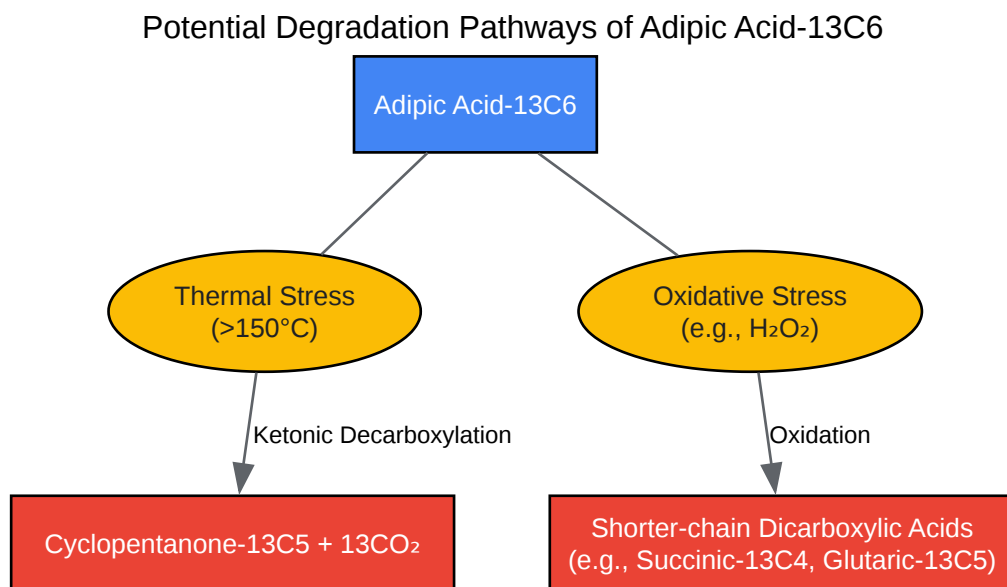 Potential Degradation Pathways of Adipic Acid-13C6
Adipic Acid-13C6
Thermal Stress
(>150°C)
Oxidative Stress
(e.g., H₂O₂)
Ketonic Decarboxylation
Oxidation
Cyclopentanone-13C5 + 13CO₂
Shorter-chain Dicarboxylic Acids
(e.g., Succinic-13C4, Glutaric-13C5)